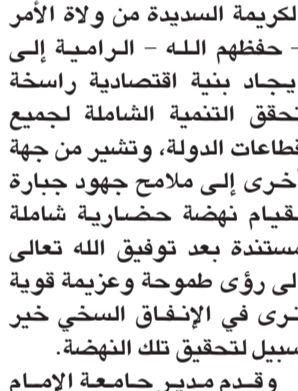 لكريمة السديدة من ولاة الأمر
- حفظهم الله - الرامية إلى
يجاد بنية اقتصادية راسخة
تحقق التنمية الشاملة لجميع
قطاعات الدولة، وتشير من جهة
أخرى إلى ملامح جهود جبارة
لقيام نهضة حضارية شاملة
مستندة بعد توفيق الله تعالى
لى رؤى طموحة وعزيمة قوية
ترى في الإنفاق السخي خير
سبيل لتحقيق تلك النهضة.
وقدم مدير جامعة الإمام